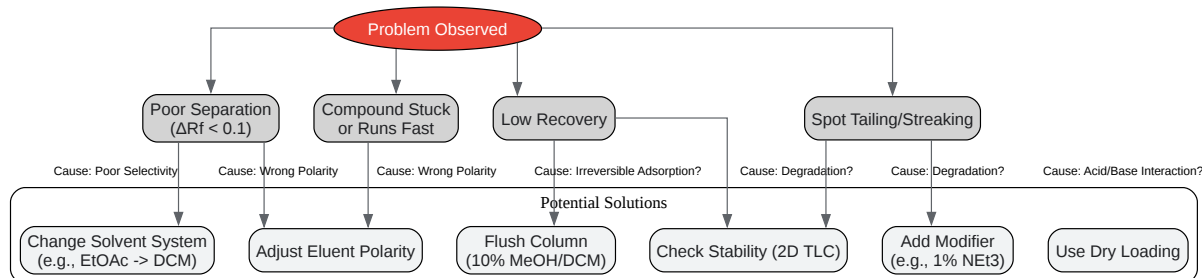 Problem Observed
Poor Separation
(ΔRf < 0.1)
Compound Stuck
or Runs Fast
Low Recovery
Spot Tailing/Streaking
Cause: Poor Selectivity
Cause: Wrong Polarity
Cause: Wrong Polarity
Cause: Irreversible Adsorption?
Cause: Degradation?
Cause: Degradation?
Cause: Acid/Base Interaction?
Potential Solutions
Change Solvent System
(e.g., EtOAc -> DCM)
Adjust Eluent Polarity
Flush Column
(10% MeOH/DCM)
Check Stability (2D TLC)
Add Modifier
(e.g., 1% NEt3)
Use Dry Loading